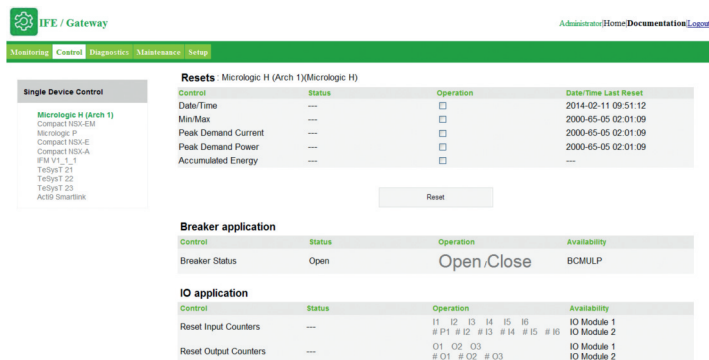 IFE / Gateway
Administrator|Home|Documentation|Logout
Monitoring Control Diagnostics Maintenance Setup
Single Device Control
Micrologic H (Arch 1)
Compact NSX-EM
Micrologic P
Compact NSX-E
Compact NSX-A
IFM V1_1_1
TeSysT 21
TeSysT 22
TeSysT 23
Acti9 Smartlink
Resets : Micrologic H (Arch 1)(Micrologic H)
Control Status Operation Date/Time Last Reset
Date/Time --- 2014-02-11 09:51:12
Min/Max --- 2000-65-05 02:01:09
Peak Demand Current --- 2000-65-05 02:01:09
Peak Demand Power --- 2000-65-05 02:01:09
Accumulated Energy --- ---
Reset
Breaker application
Control Status Operation Availability
Breaker Status Open Open /Close BCMULP
IO application
Control Status Operation Availability
Reset Input Counters --- I1 I2 I3 I4 I5 I6 IO Module 1
# P1 # I2 # I3 # I4 # I5 # I6 IO Module 2
Reset Output Counters --- O1 O2 O3 IO Module 1
# O1 # O2 # O3 IO Module 2